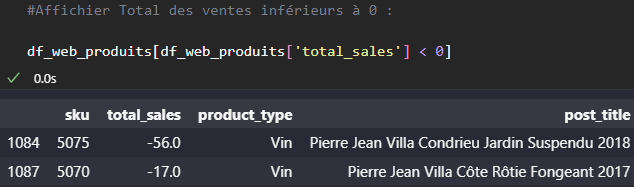 #Affichier Total des ventes inférieurs à 0 :
df_web_produits[df_web_produits['total_sales'] < 0]
0.0s
sku total_sales product_type post_title
1084 5075 -56.0 Vin Pierre Jean Villa Condrieu Jardin Suspendu 2018
1087 5070 -17.0 Vin Pierre Jean Villa Côte Rôtie Fongeant 2017